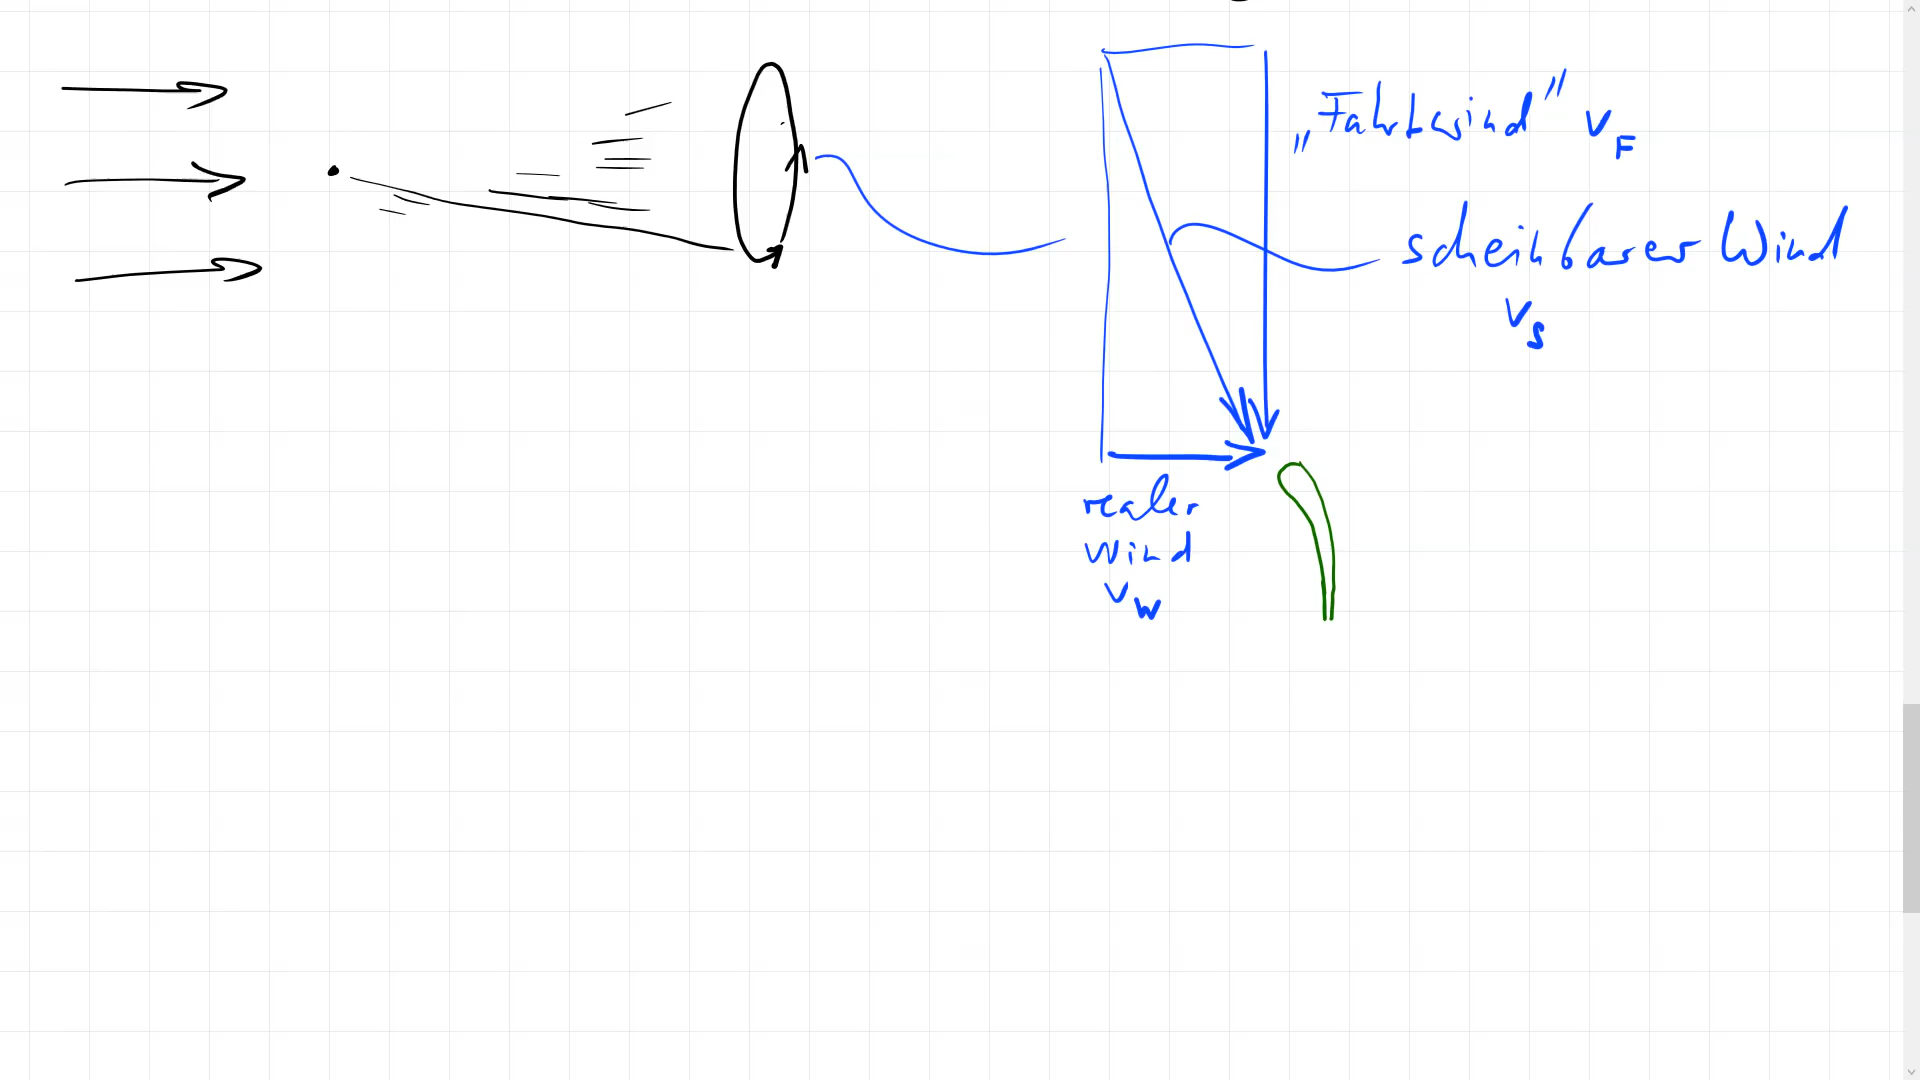 „Fahrtwind" v_F
scheinbarer Wind
v_s
realer
Wind
v_w